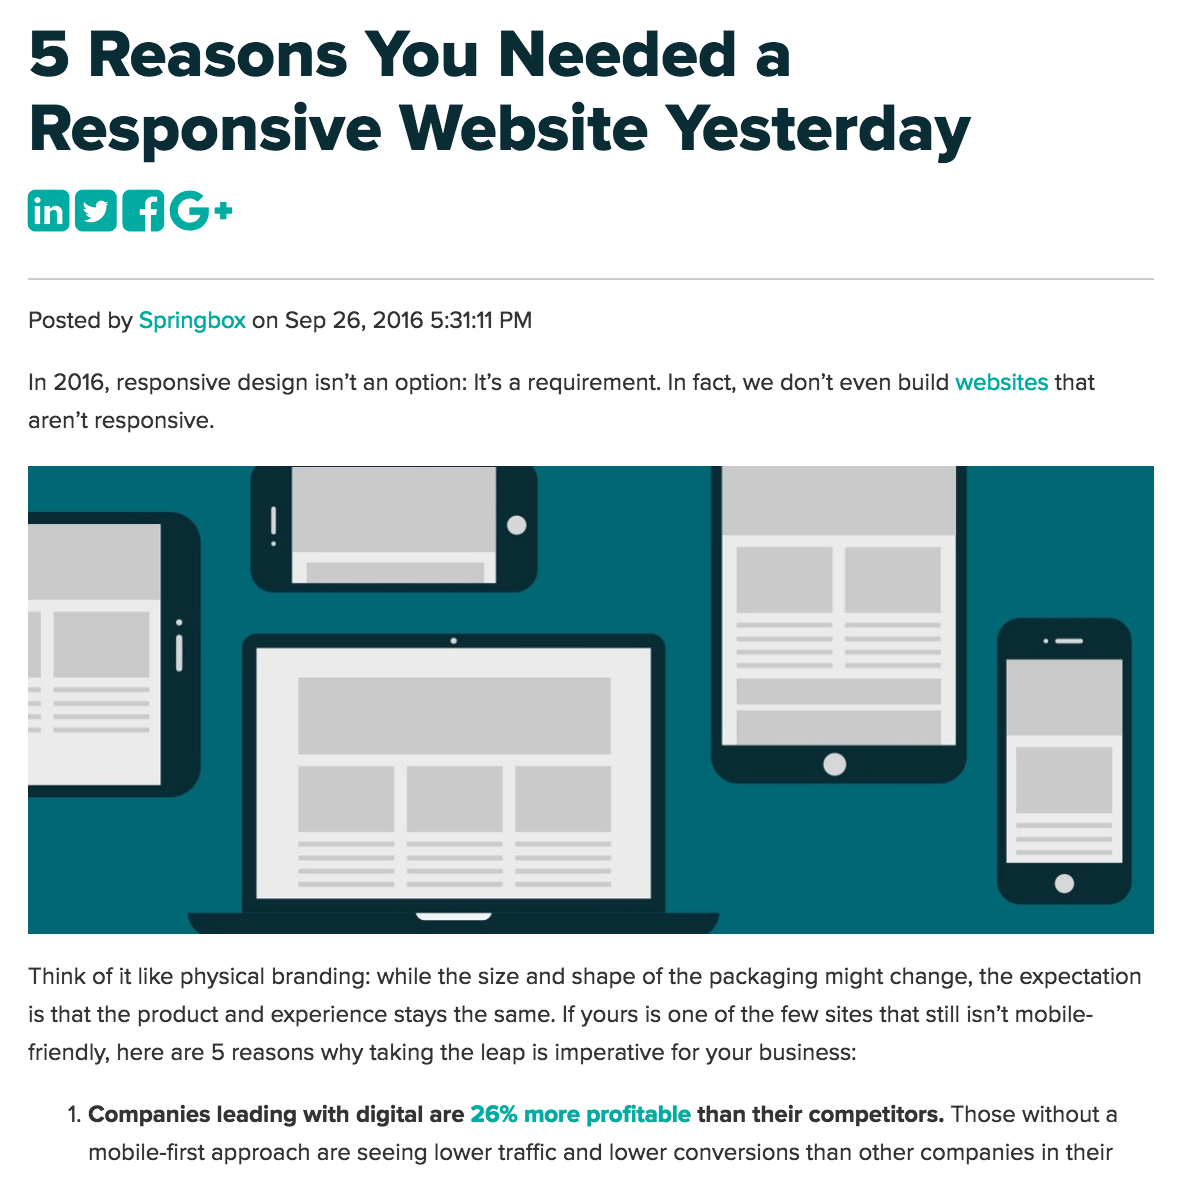 5 Reasons You Needed a
Responsive Website Yesterday
in G+
Posted by Springbox on Sep 26, 2016 5:31:11 PM
In 2016, responsive design isn’t an option: It’s a requirement. In fact, we don’t even build websites that
aren’t responsive.
Think of it like physical branding: while the size and shape of the packaging might change, the expectation
is that the product and experience stays the same. If yours is one of the few sites that still isn’t mobile-
friendly, here are 5 reasons why taking the leap is imperative for your business:
1. Companies leading with digital are 26% more profitable than their competitors. Those without a
mobile-first approach are seeing lower traffic and lower conversions than other companies in their